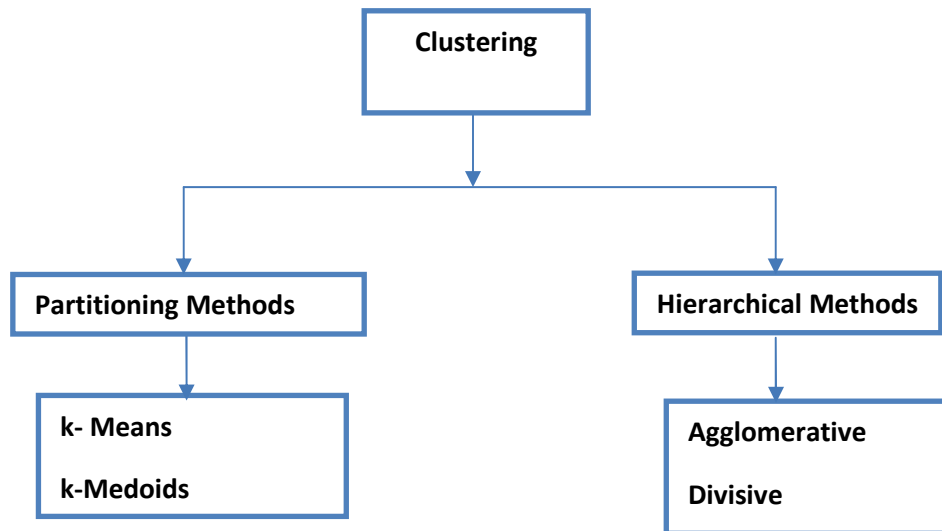 Clustering
Partitioning Methods
Hierarchical Methods
k- Means
k-Medoids
Agglomerative
Divisive